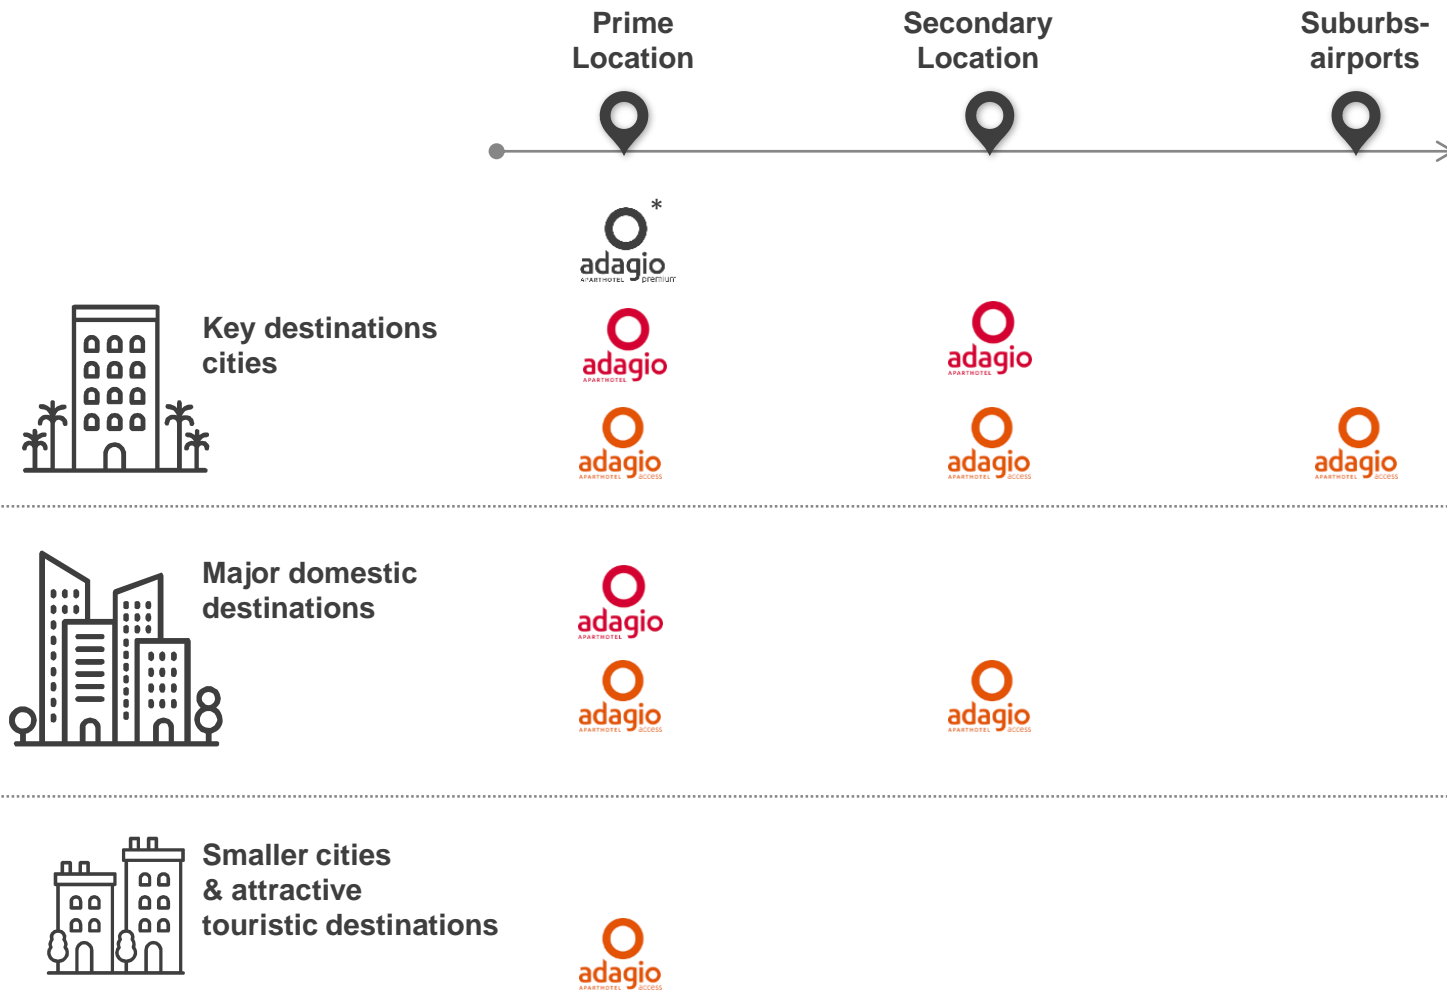 Prime
Location
Secondary
Location
Suburbs-
airports
*
adagio
APARTHOTEL premium
Key destinations
cities
adagio
APARTHOTEL
adagio
APARTHOTEL
adagio
APARTHOTEL access
adagio
APARTHOTEL access
adagio
APARTHOTEL access
Major domestic
destinations
adagio
APARTHOTEL
adagio
APARTHOTEL access
adagio
APARTHOTEL access
Smaller cities
& attractive
touristic destinations
adagio
APARTHOTEL access